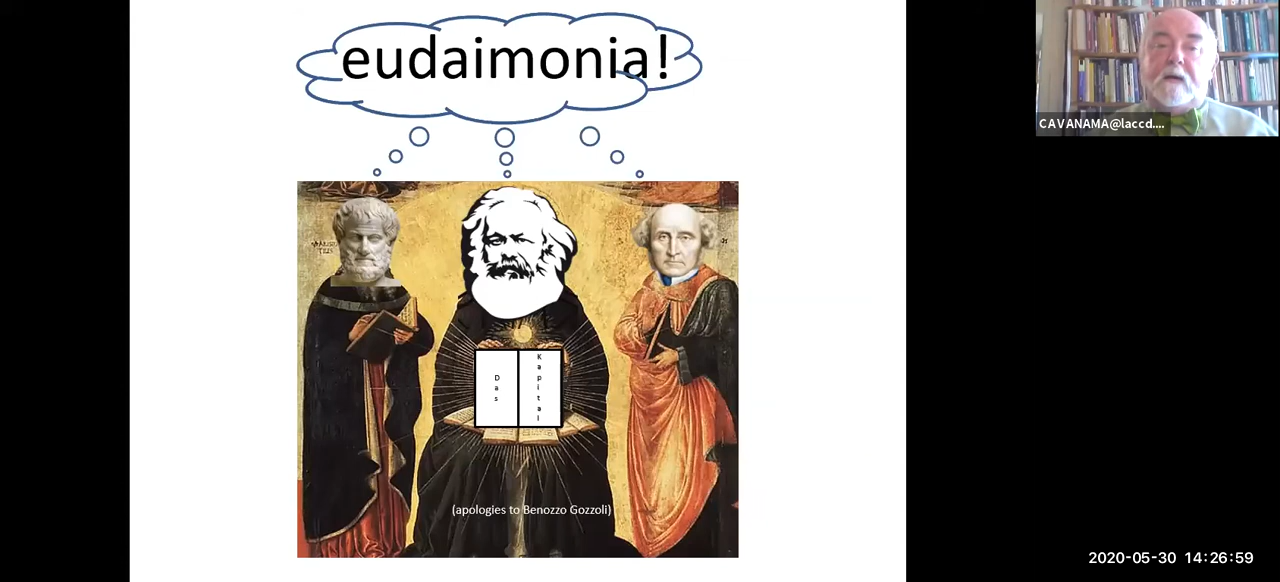 eudaimonia!
CAVANAMA@laccd....
Das
Kapital
(apologies to Benozzo Gozzoli)
2020-05-30 14:26:59